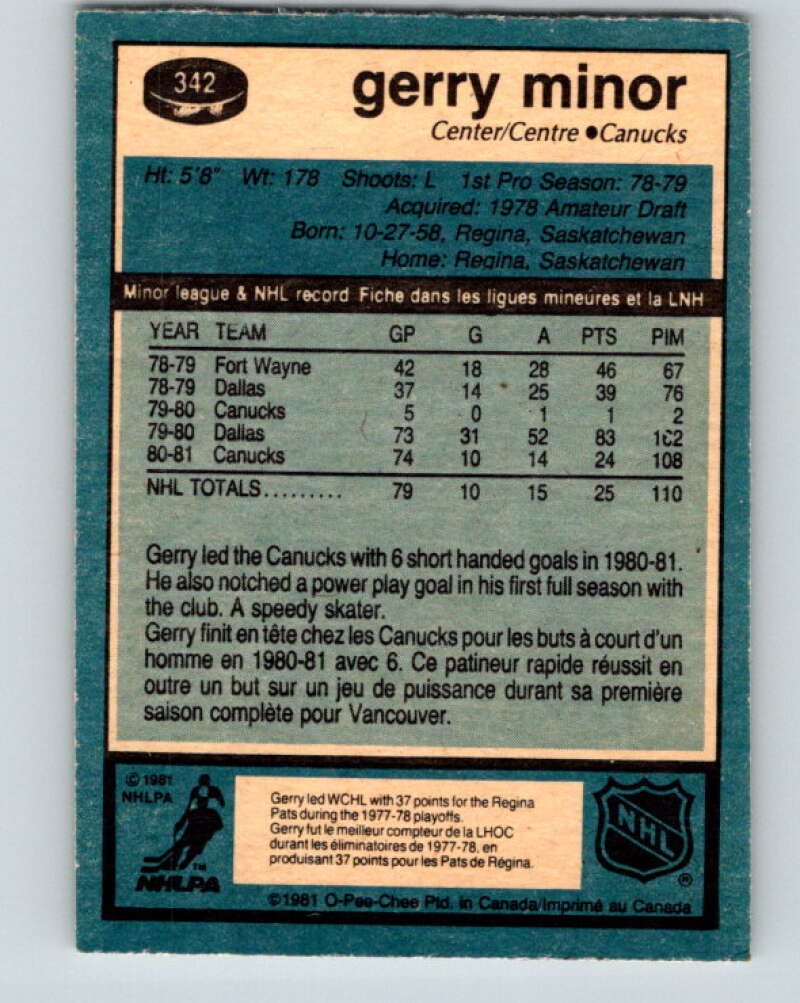 342
gerry minor
Center/Centre ●Canucks
Ht: 5'8" Wt: 178 Shoots: L 1st Pro Season: 78-79
Acquired: 1978 Amateur Draft
Born: 10-27-58, Regina, Saskatchewan
Home: Regina, Saskatchewan
Minor league & NHL record Fiche dans les ligues mineures et la LNH
YEAR TEAM GP G A PTS PIM
78-79 Fort Wayne 42 18 28 46 67
78-79 Dallas 37 14 25 39 76
79-80 Canucks 5 0 1 1 2
79-80 Dallas 73 31 52 83 102
80-81 Canucks 74 10 14 24 108
NHL TOTALS......... 79 10 15 25 110
Gerry led the Canucks with 6 short handed goals in 1980-81.
He also notched a power play goal in his first full season with
the club. A speedy skater.
Gerry finit en tête chez les Canucks pour les buts à court d'un
homme en 1980-81 avec 6. Ce patineur rapide réussit en
outre un but sur un jeu de puissance durant sa première
saison complète pour Vancouver.
© 1981
NHLPA
TM
NHLPA
Gerry led WCHL with 37 points for the Regina
Pats during the 1977-78 playoffs.
Gerry fut le meilleur compteur de la LHOC
durant les éliminatoires de 1977-78, en
produisant 37 points pour les Pats de Régina.
NHL
®
©1981 O-Pee-Chee Ptd. in Canada/Imprimé au Canada